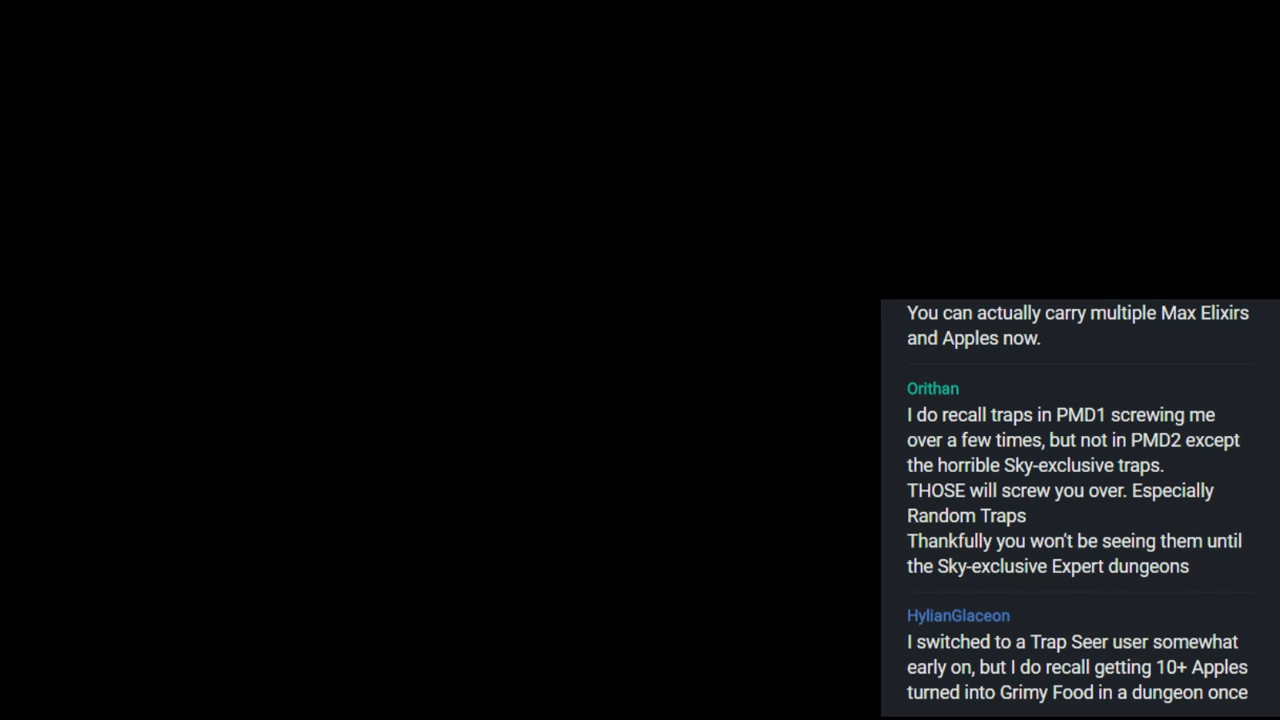 You can actually carry multiple Max Elixirs
and Apples now.
Orithan
I do recall traps in PMD1 screwing me
over a few times, but not in PMD2 except
the horrible Sky-exclusive traps.
THOSE will screw you over. Especially
Random Traps
Thankfully you won't be seeing them until
the Sky-exclusive Expert dungeons
HylianGlaceon
I switched to a Trap Seer user somewhat
early on, but I do recall getting 10+ Apples
turned into Grimy Food in a dungeon once